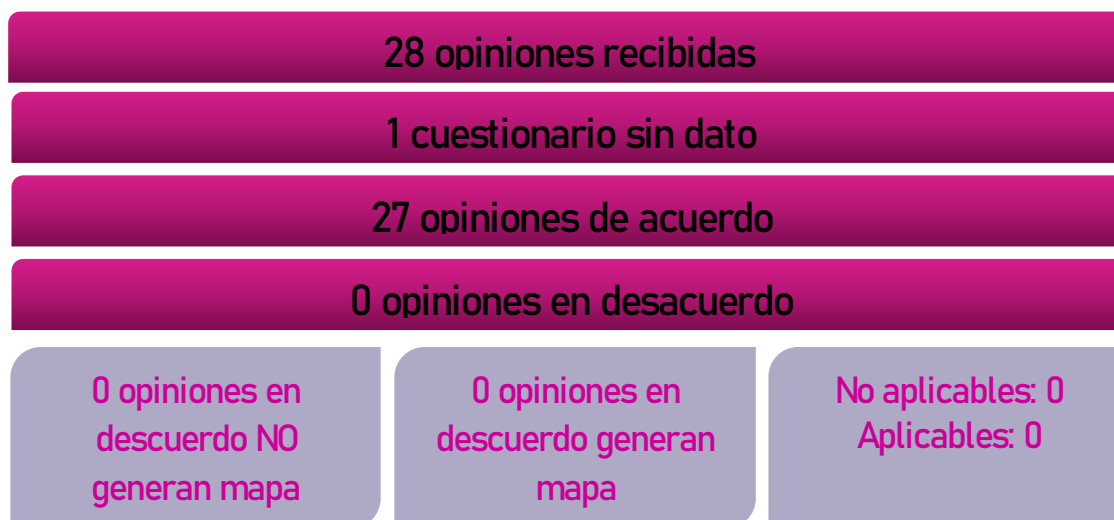 28 opiniones recibidas
1 cuestionario sin dato
27 opiniones de acuerdo
0 opiniones en desacuerdo
0 opiniones en
descuerdo NO
generan mapa
0 opiniones en
descuerdo generan
mapa
No aplicables: 0
Aplicables: 0